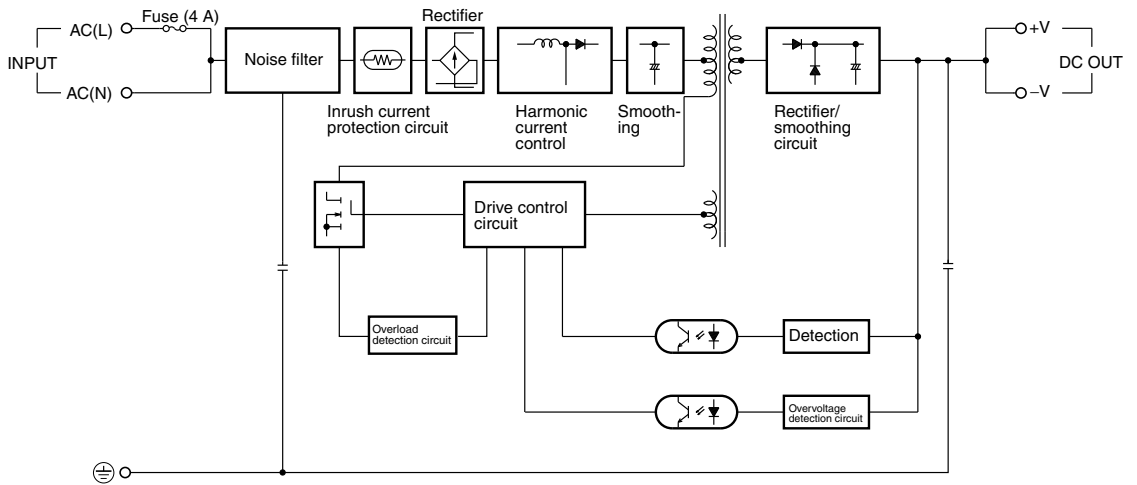 Fuse (4 A)
Rectifier
AC(L)
INPUT
AC(N)
Noise filter
Inrush current
protection circuit
Harmonic
current
control
Smooth-
ing
Rectifier/
smoothing
circuit
+V
DC OUT
–V
Drive control
circuit
Overload
detection circuit
Detection
Overvoltage
detection circuit